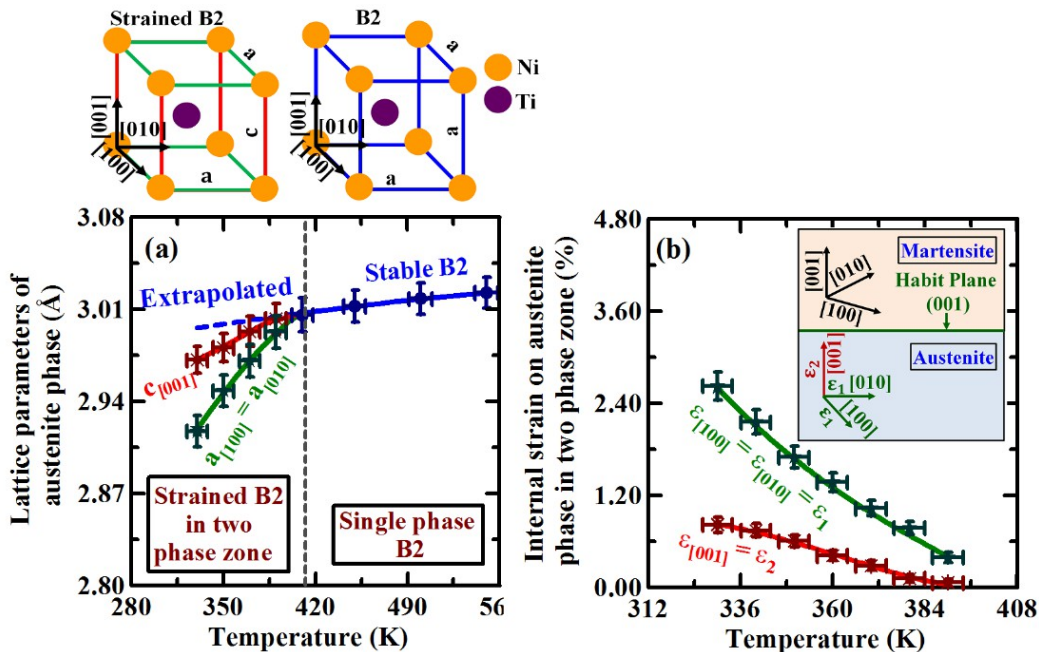 Strained B2
B2
a
a
Ni
Ti
[001]
[010]
[100]
c
a
[001]
[010]
[100]
a
a
3.08
3.01
2.94
2.87
2.80
Lattice parameters of
austenite phase (Å)
(a)
Extrapolated
Stable B2
c[001]
a[100] = a[010]
Strained B2
in two
phase zone
Single phase
B2
280
350
420
490
56
Temperature (K)
4.80
3.60
2.40
1.20
0.00
Internal strain on austenite
phase in two phase zone (%)
(b)
[001]
[010]
[100]
Martensite
Habit Plane
(001)
Austenite
ε2
[001]
ε1 [010]
ε1
[100]
ε[100] = ε[010] = ε1
ε[001] = ε2
312
336
360
384
408
Temperature (K)